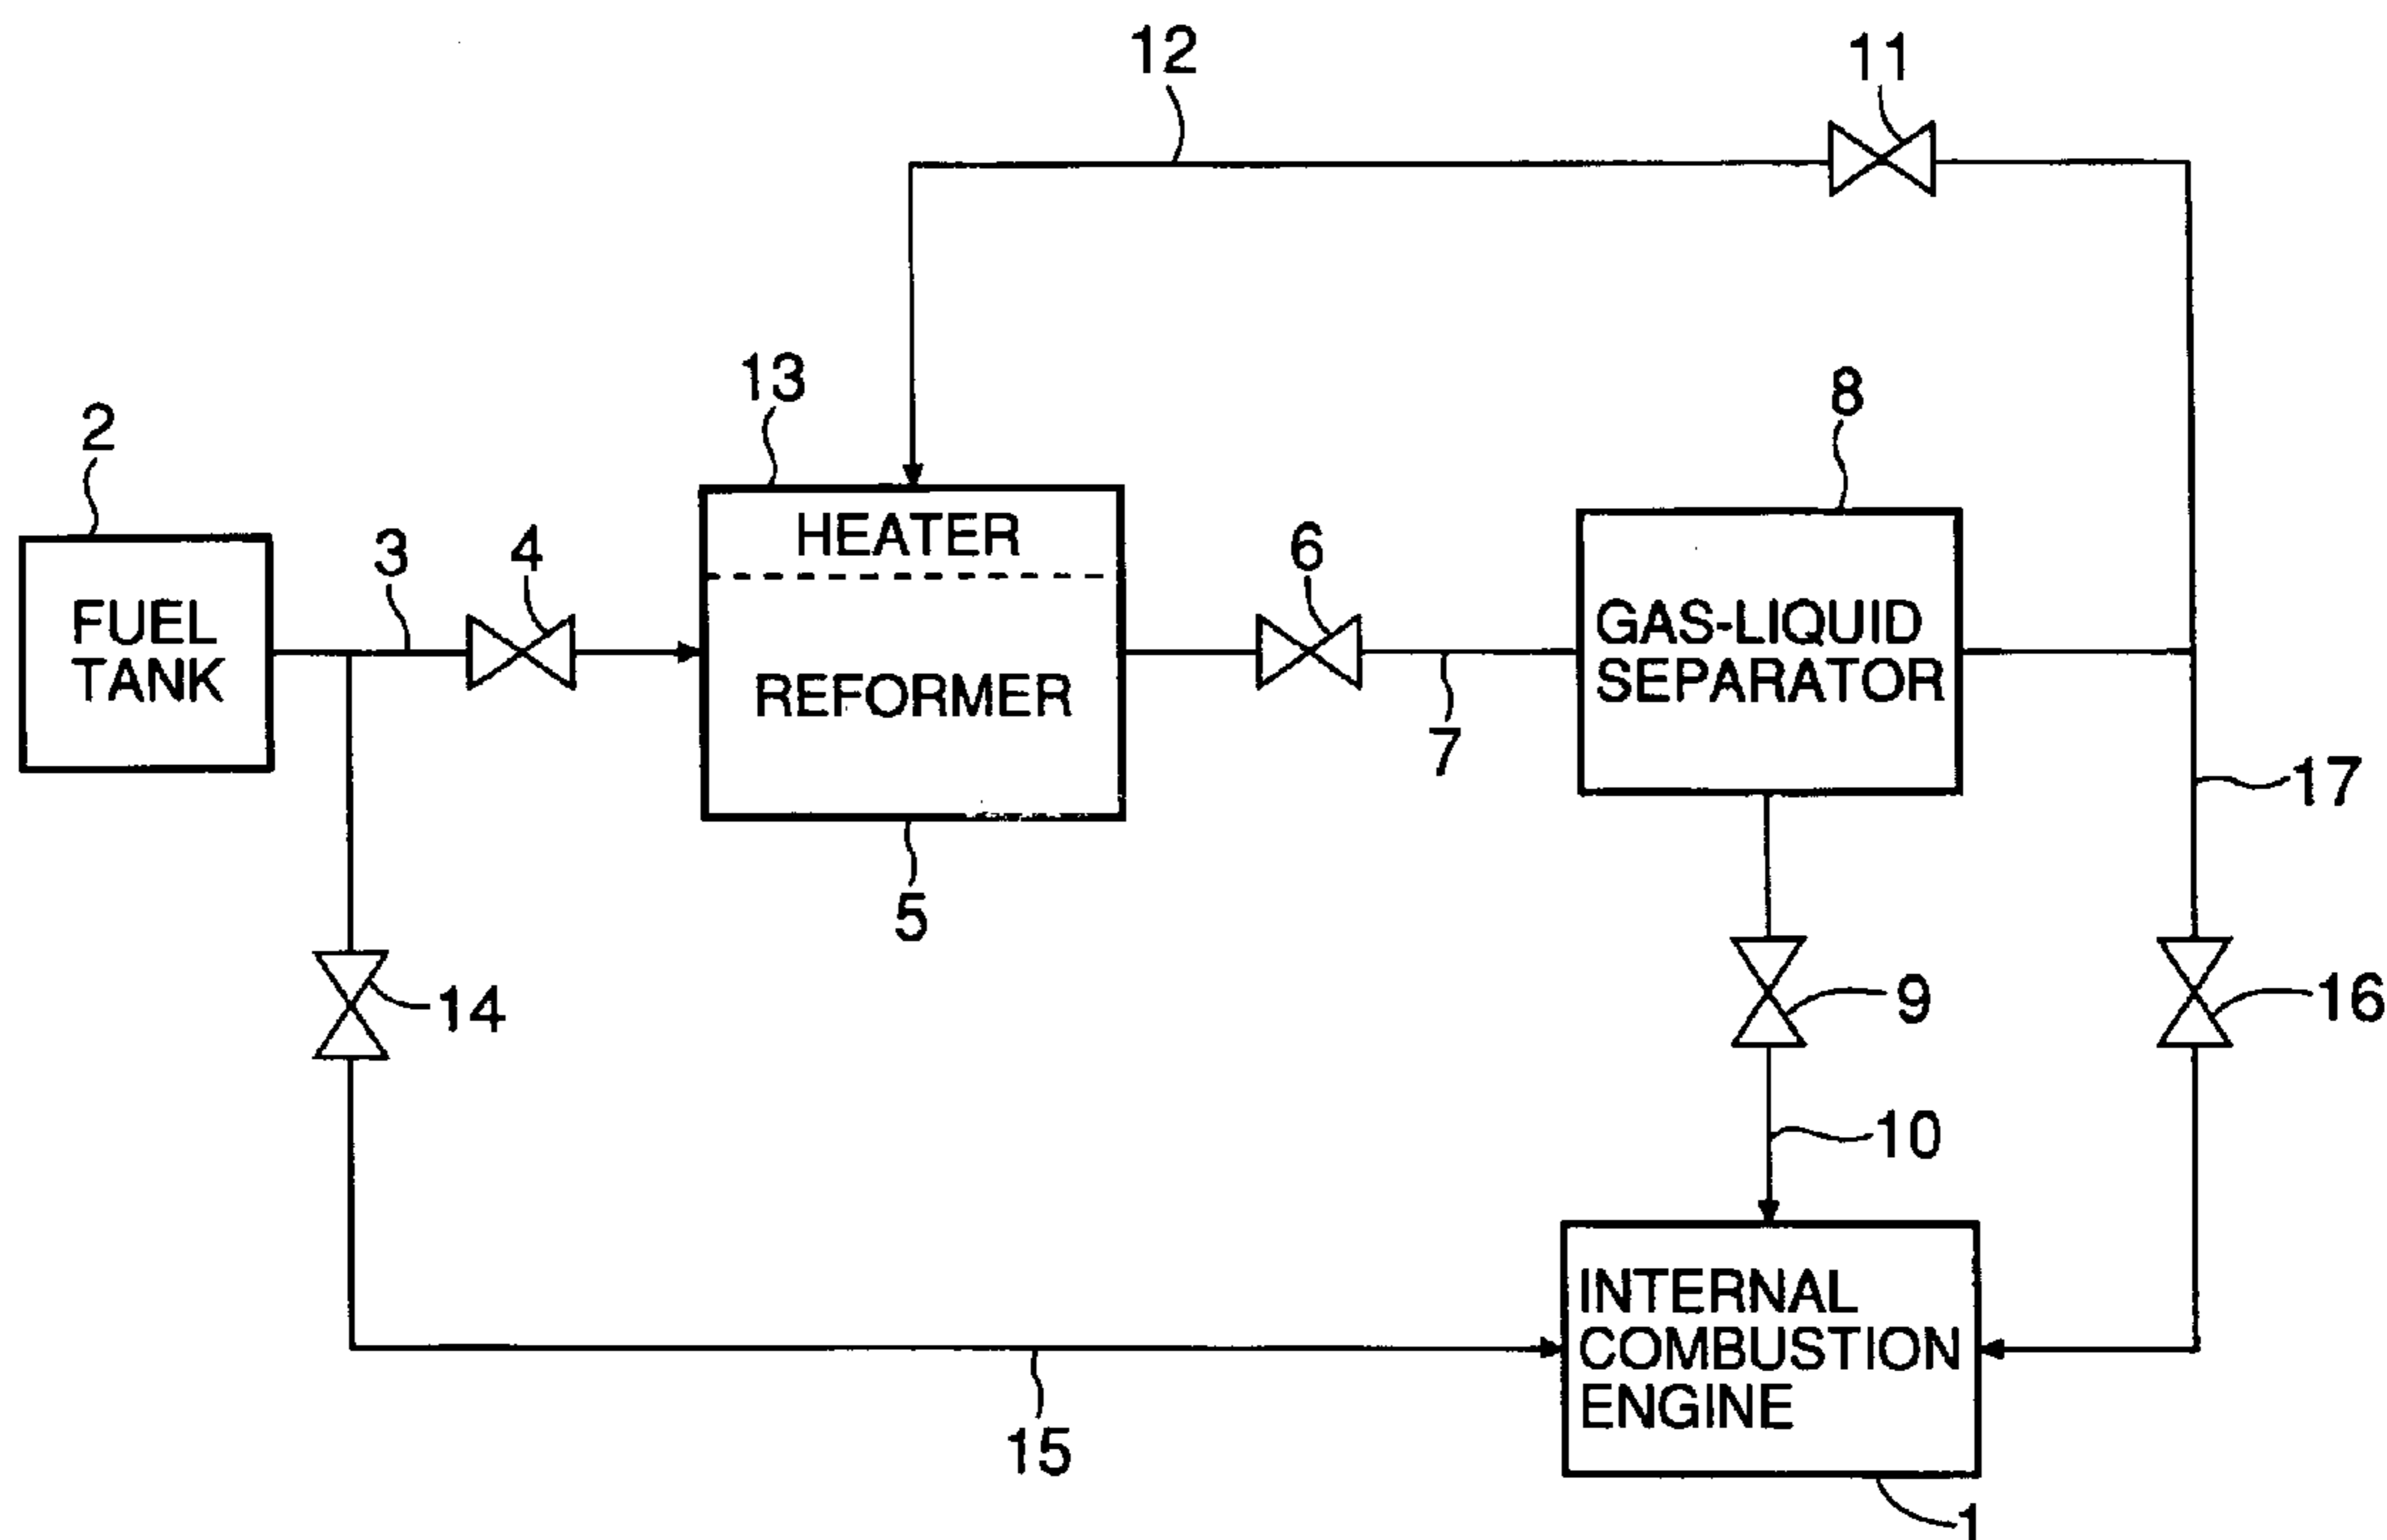 12
11
13
8
2
3
4
6
HEATER
FUEL
TANK
REFORMER
GAS-LIQUID
SEPARATOR
7
17
5
14
9
16
10
INTERNAL
COMBUSTION
ENGINE
15
1